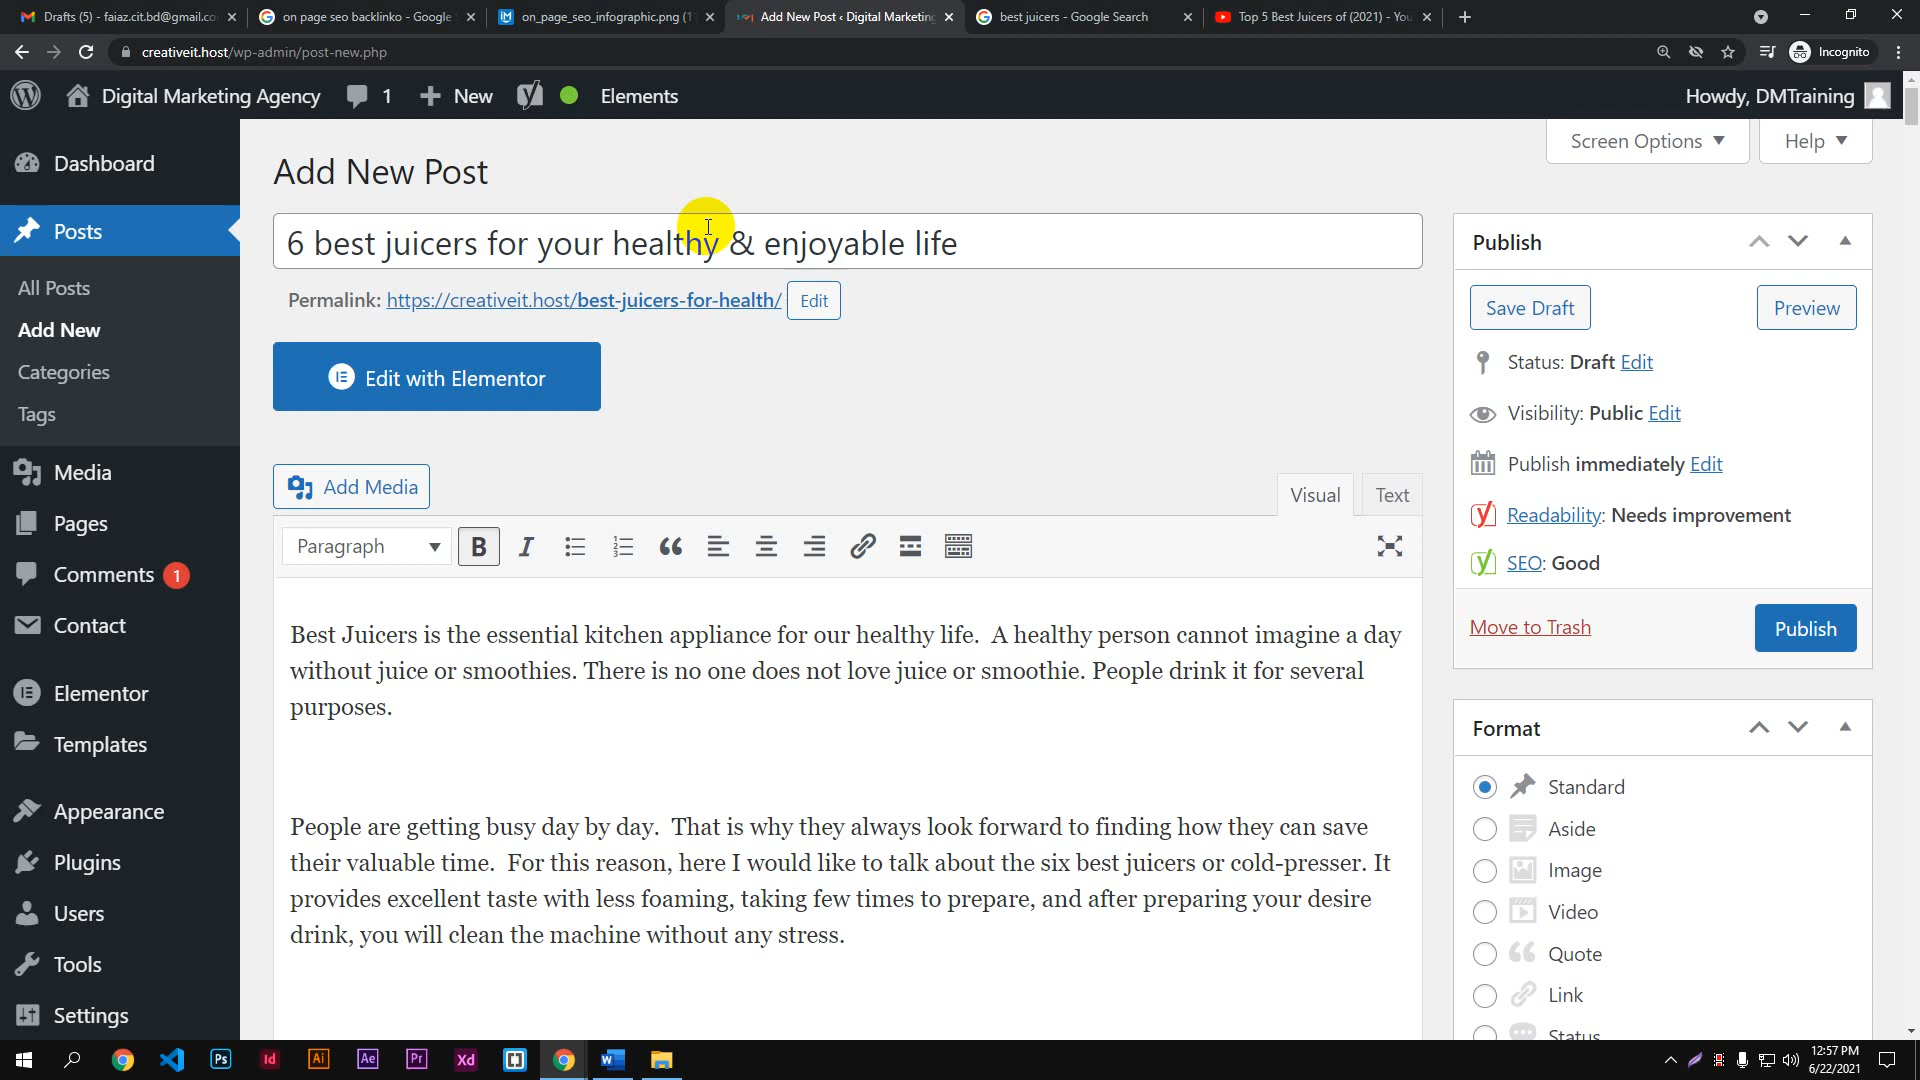 Drafts (5) - faiaz.cit.bd@gmail.co
on page seo backlinko - Google
on_page_seo_infographic.png (1
Add New Post ‹ Digital Marketing
best juicers - Google Search
Top 5 Best Juicers of (2021) - You
creativeit.host/wp-admin/post-new.php
Incognito
Digital Marketing Agency
1
New
Elements
Howdy, DMTraining
Screen Options
Help
Dashboard
Posts
All Posts
Add New
Categories
Tags
Media
Pages
Comments 1
Contact
Elementor
Templates
Appearance
Plugins
Users
Tools
Settings
Add New Post
6 best juicers for your healthy & enjoyable life
Permalink: https://creativeit.host/best-juicers-for-health/ Edit
Edit with Elementor
Add Media
Visual
Text
Paragraph
B I
Best Juicers is the essential kitchen appliance for our healthy life.  A healthy person cannot imagine a day
without juice or smoothies. There is no one does not love juice or smoothie. People drink it for several
purposes.
People are getting busy day by day.  That is why they always look forward to finding how they can save
their valuable time.  For this reason, here I would like to talk about the six best juicers or cold-presser. It
provides excellent taste with less foaming, taking few times to prepare, and after preparing your desire
drink, you will clean the machine without any stress.
Publish
Save Draft
Preview
Status: Draft Edit
Visibility: Public Edit
Publish immediately Edit
Readability: Needs improvement
SEO: Good
Move to Trash
Publish
Format
Standard
Aside
Image
Video
Quote
Link
Status
Ps
Id
Ai
Ae
Pr
Xd
12:57 PM
6/22/2021